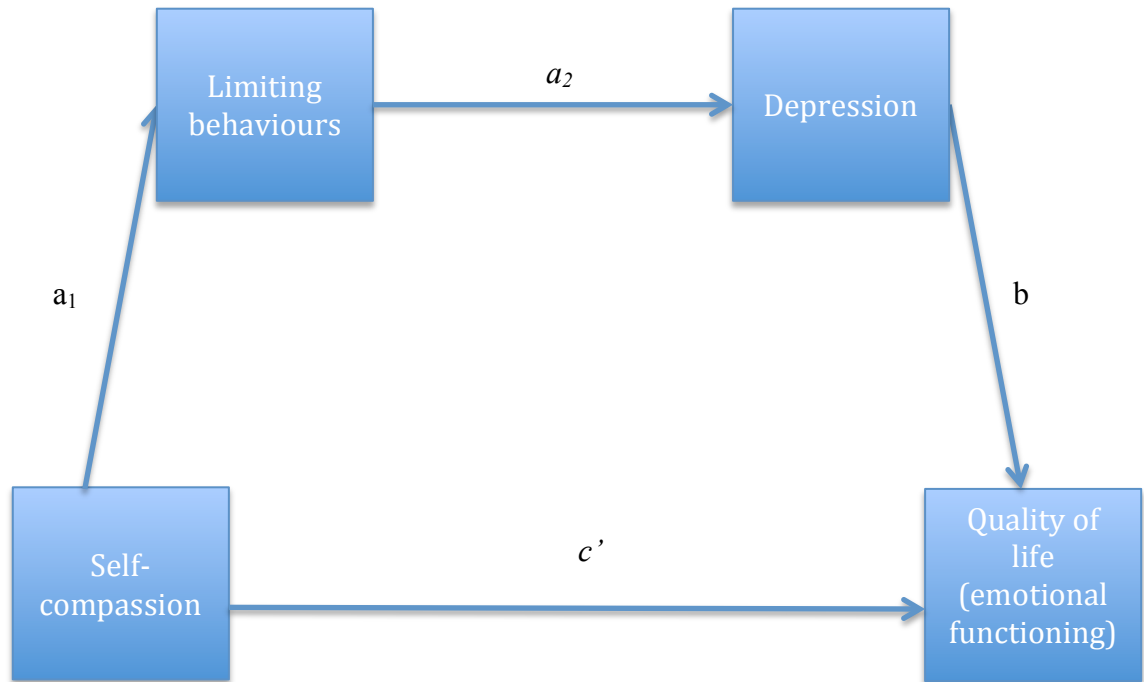 Limiting
behaviours
a₂
Depression
a₁
b
Self-
compassion
c’
Quality of
life
(emotional
functioning)